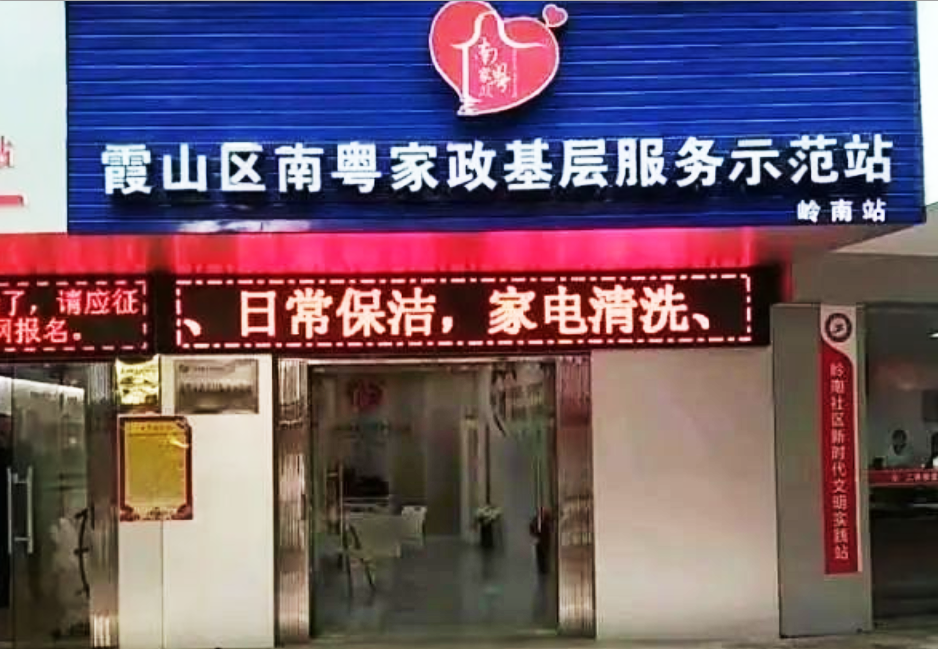 南粤
家政
霞山区南粤家政基层服务示范站
岭南站
了，请应征
网报名。
、日常保洁，家电清洗、
岭南社区新时代文明实践站